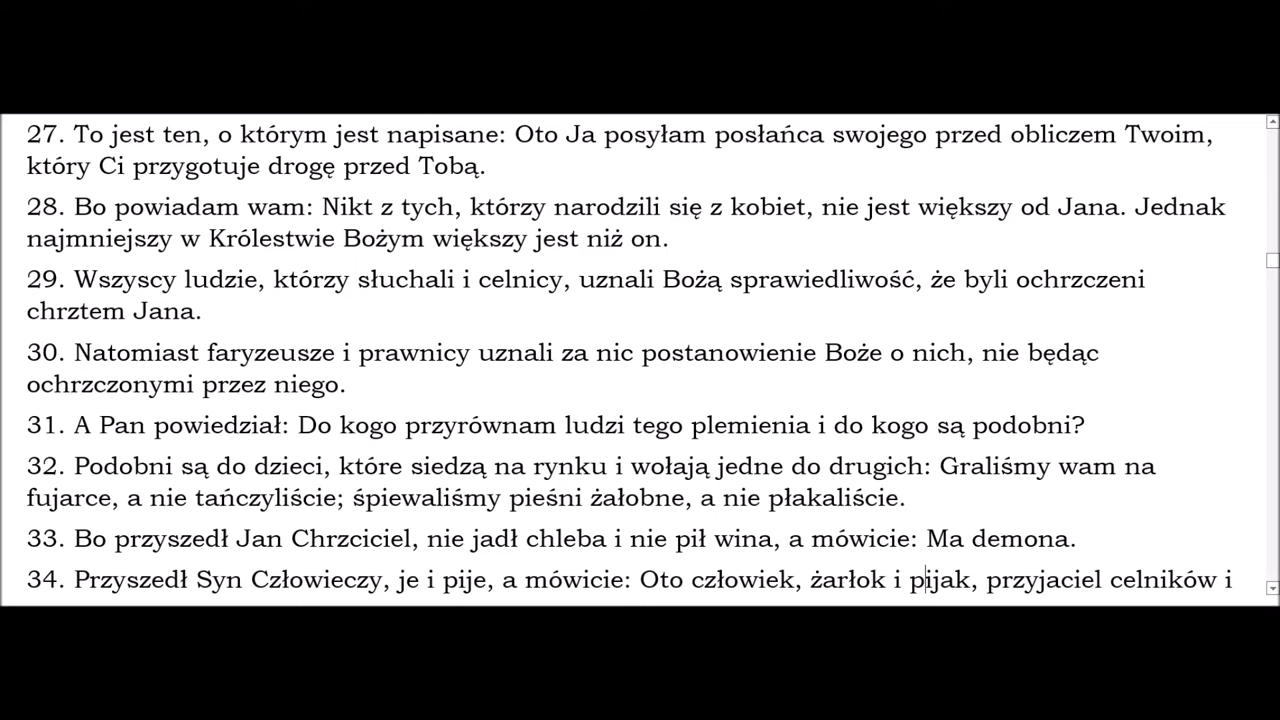 27. To jest ten, o którym jest napisane: Oto Ja posyłam posłańca swojego przed obliczem Twoim,
który Ci przygotuje drogę przed Tobą.
28. Bo powiadam wam: Nikt z tych, którzy narodzili się z kobiet, nie jest większy od Jana. Jednak
najmniejszy w Królestwie Bożym większy jest niż on.
29. Wszyscy ludzie, którzy słuchali i celnicy, uznali Bożą sprawiedliwość, że byli ochrzczeni
chrztem Jana.
30. Natomiast faryzeusze i prawnicy uznali za nic postanowienie Boże o nich, nie będąc
ochrzczonymi przez niego.
31. A Pan powiedział: Do kogo przyrównam ludzi tego plemienia i do kogo są podobni?
32. Podobni są do dzieci, które siedzą na rynku i wołają jedne do drugich: Graliśmy wam na
fujarce, a nie tańczyliście; śpiewaliśmy pieśni żałobne, a nie płakaliście.
33. Bo przyszedł Jan Chrzciciel, nie jadł chleba i nie pił wina, a mówicie: Ma demona.
34. Przyszedł Syn Człowieczy, je i pije, a mówicie: Oto człowiek, żarłok i pijak, przyjaciel celników i